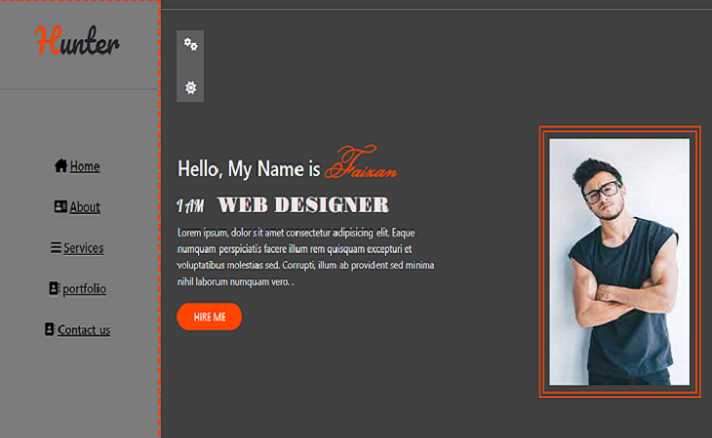 Hunter
Home
About
Services
portfolio
Contact us
Hello, My Name is Faizan
I AM WEB DESIGNER
Lorem ipsum, dolor sit amet consectetur adipisicing elit. Eaque
numquam perspiciatis facere illum rem quisquam excepturi et
voluptatibus molestias sed. Corrupti, illum ab provident sed minima
nihil laborum numquam vero. .
HIRE ME